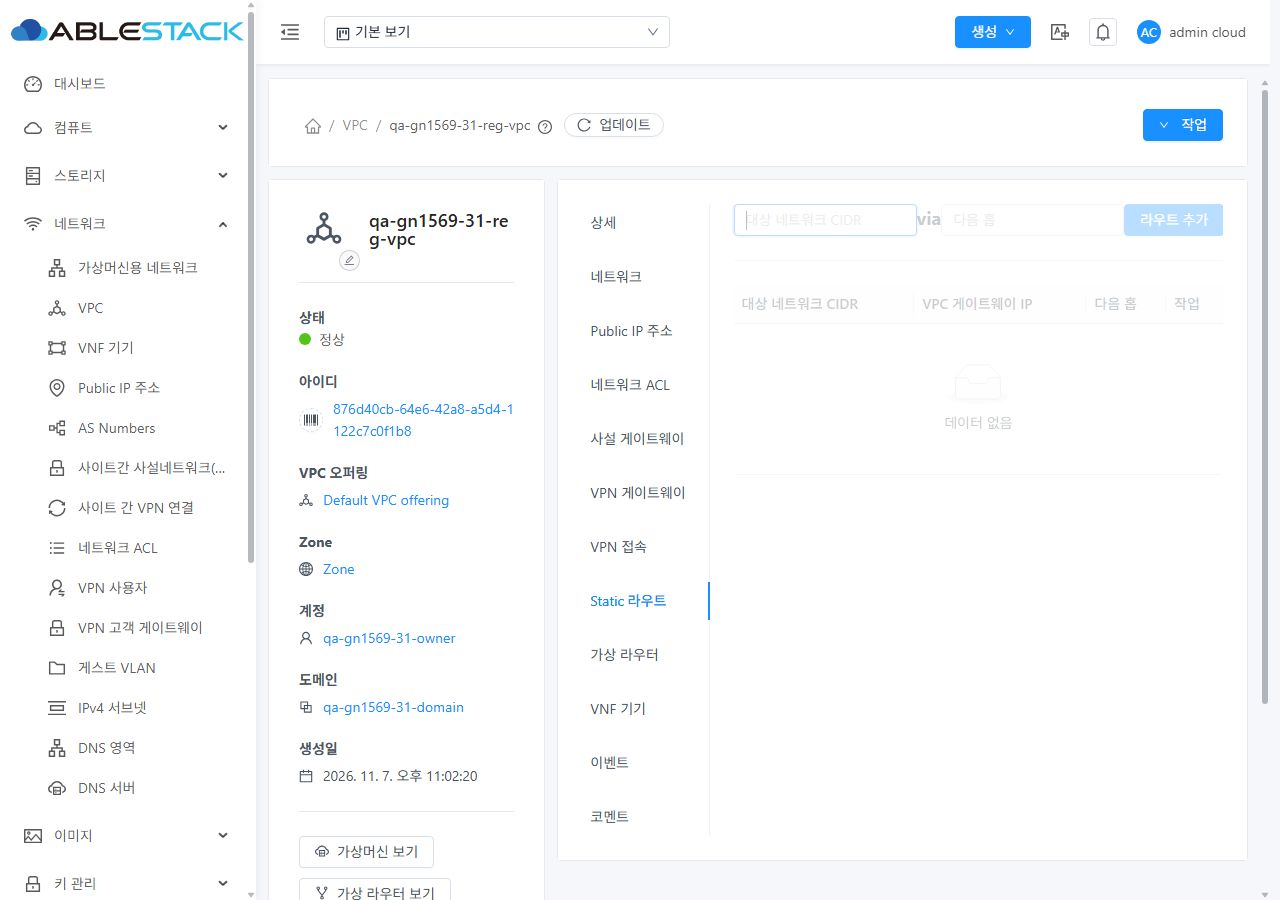 ABLESTACK
기본 보기
생성
AC
admin cloud
대시보드
컴퓨트
스토리지
네트워크
가상머신용 네트워크
VPC
VNF 기기
Public IP 주소
AS Numbers
사이트간 사설네트워크(...
사이트 간 VPN 연결
네트워크 ACL
VPN 사용자
VPN 고객 게이트웨이
게스트 VLAN
IPv4 서브넷
DNS 영역
DNS 서버
이미지
키 관리
/ VPC / qa-gn1569-31-reg-vpc
업데이트
작업
qa-gn1569-31-re
g-vpc
상태
정상
아이디
876d40cb-64e6-42a8-a5d4-1
122c7c0f1b8
VPC 오퍼링
Default VPC offering
Zone
Zone
계정
qa-gn1569-31-owner
도메인
qa-gn1569-31-domain
생성일
2026. 11. 7. 오후 11:02:20
가상머신 보기
가상 라우터 보기
상세
네트워크
Public IP 주소
네트워크 ACL
사설 게이트웨이
VPN 게이트웨이
VPN 접속
Static 라우트
가상 라우터
VNF 기기
이벤트
코멘트
대상 네트워크 CIDR via 다음 홉 라우트 추가
대상 네트워크 CIDR VPC 게이트웨이 IP 다음 홉 작업
데이터 없음